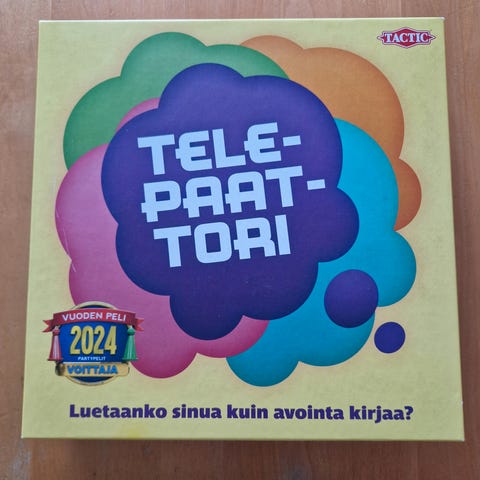 TACTIC
TELE-
PAAT-
TORI
VUODEN PELI
2024
PARTYPELIT
VOITTAJA
Luetaanko sinua kuin avointa kirjaa?